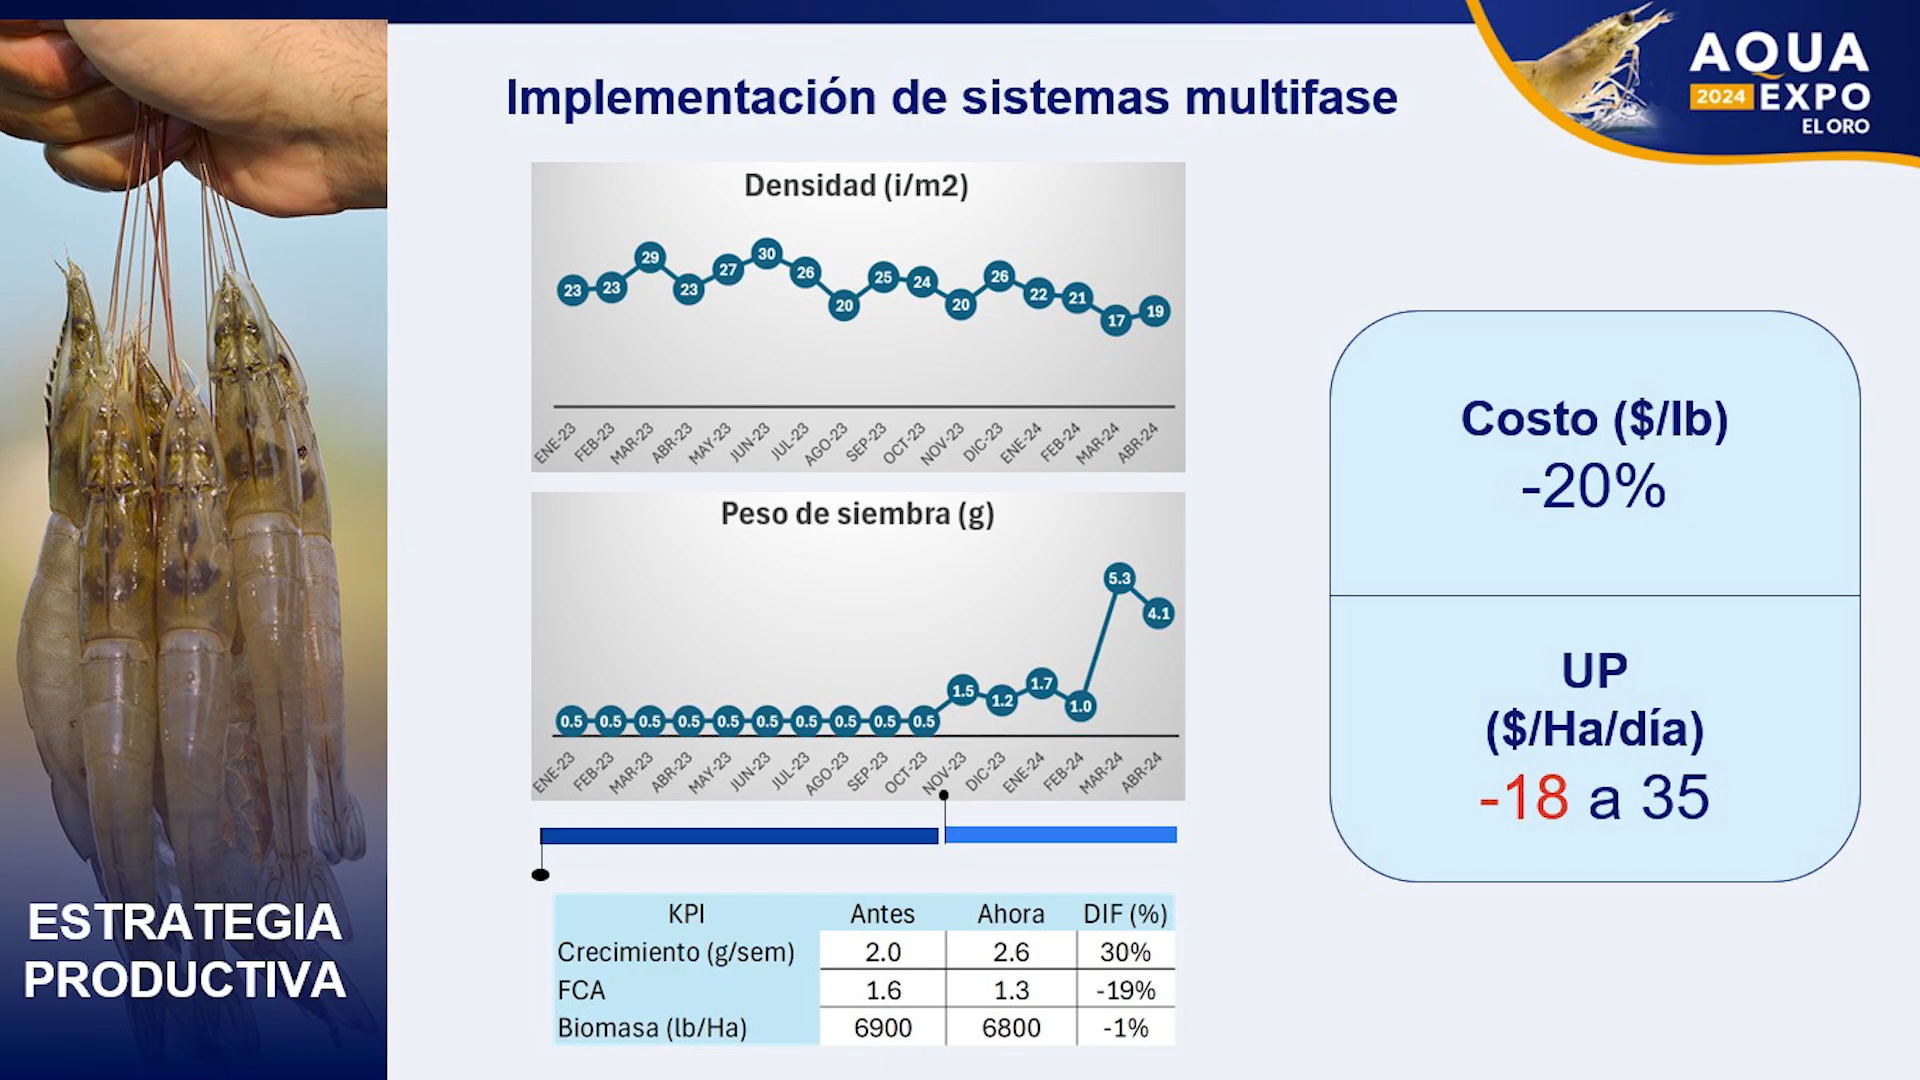 AQUA
2024 EXPO
EL ORO
Implementación de sistemas multifase
Densidad (i/m2)
23 23 29 23 27 30 26 20 25 24 20 26 22 21 17 19
ENE-23 FEB-23 MAR-23 ABR-23 MAY-23 JUN-23 JUL-23 AGO-23 SEP-23 OCT-23 NOV-23 DIC-23 ENE-24 FEB-24 MAR-24 ABR-24
Peso de siembra (g)
0.5 0.5 0.5 0.5 0.5 0.5 0.5 0.5 0.5 0.5 1.5 1.2 1.7 1.0 5.3 4.1
ENE-23 FEB-23 MAR-23 ABR-23 MAY-23 JUN-23 JUL-23 AGO-23 SEP-23 OCT-23 NOV-23 DIC-23 ENE-24 FEB-24 MAR-24 ABR-24
KPI Antes Ahora DIF (%)
Crecimiento (g/sem) 2.0 2.6 30%
FCA 1.6 1.3 -19%
Biomasa (lb/Ha) 6900 6800 -1%
Costo ($/lb)
-20%
UP
($/Ha/día)
-18 a 35
ESTRATEGIA
PRODUCTIVA